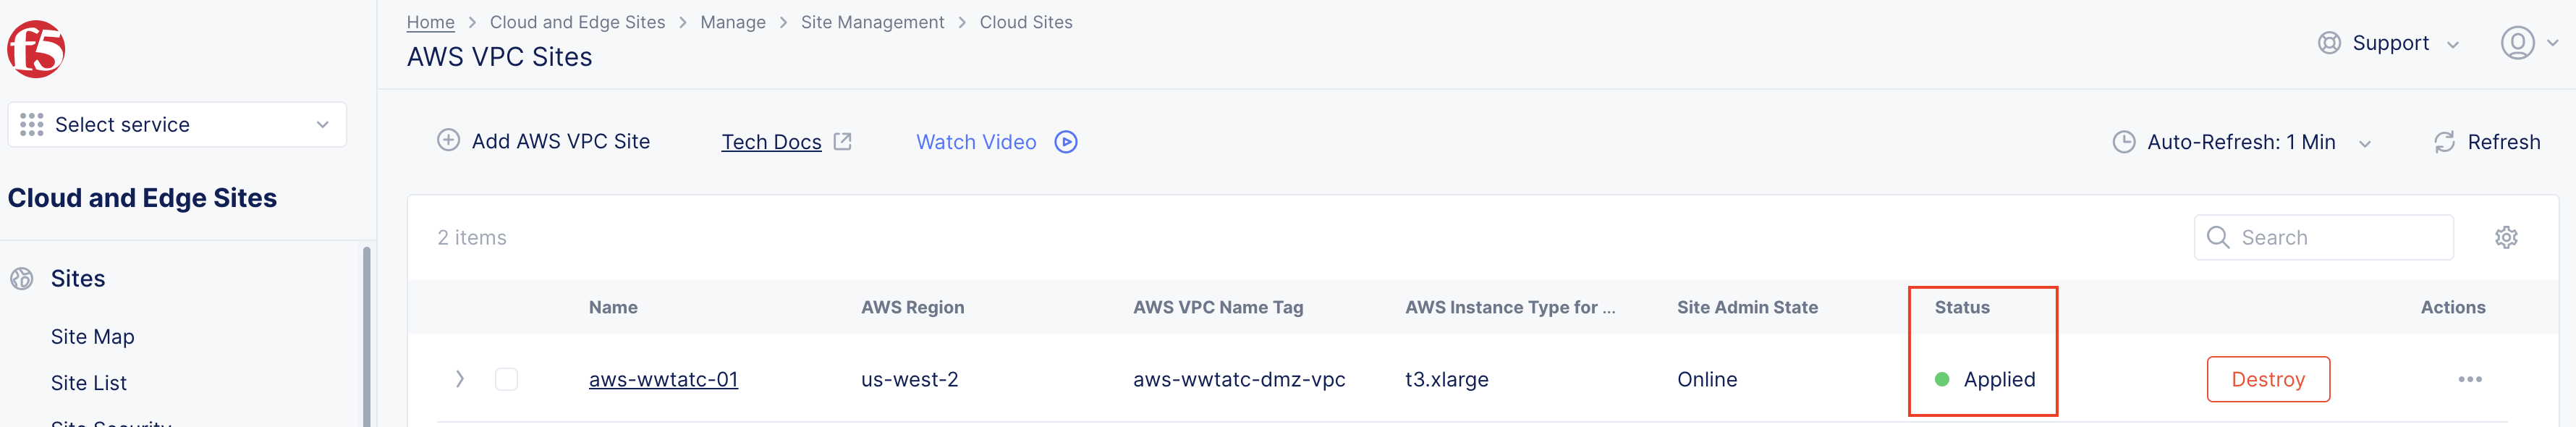 f5
Home > Cloud and Edge Sites > Manage > Site Management > Cloud Sites
AWS VPC Sites
Support
Select service
Add AWS VPC Site Tech Docs Watch Video Auto-Refresh: 1 Min Refresh
Cloud and Edge Sites
2 items Search
Sites
Name AWS Region AWS VPC Name Tag AWS Instance Type for ... Site Admin State Status Actions
Site Map
aws-wwtatc-01 us-west-2 aws-wwtatc-dmz-vpc t3.xlarge Online Applied Destroy
Site List
Site Security